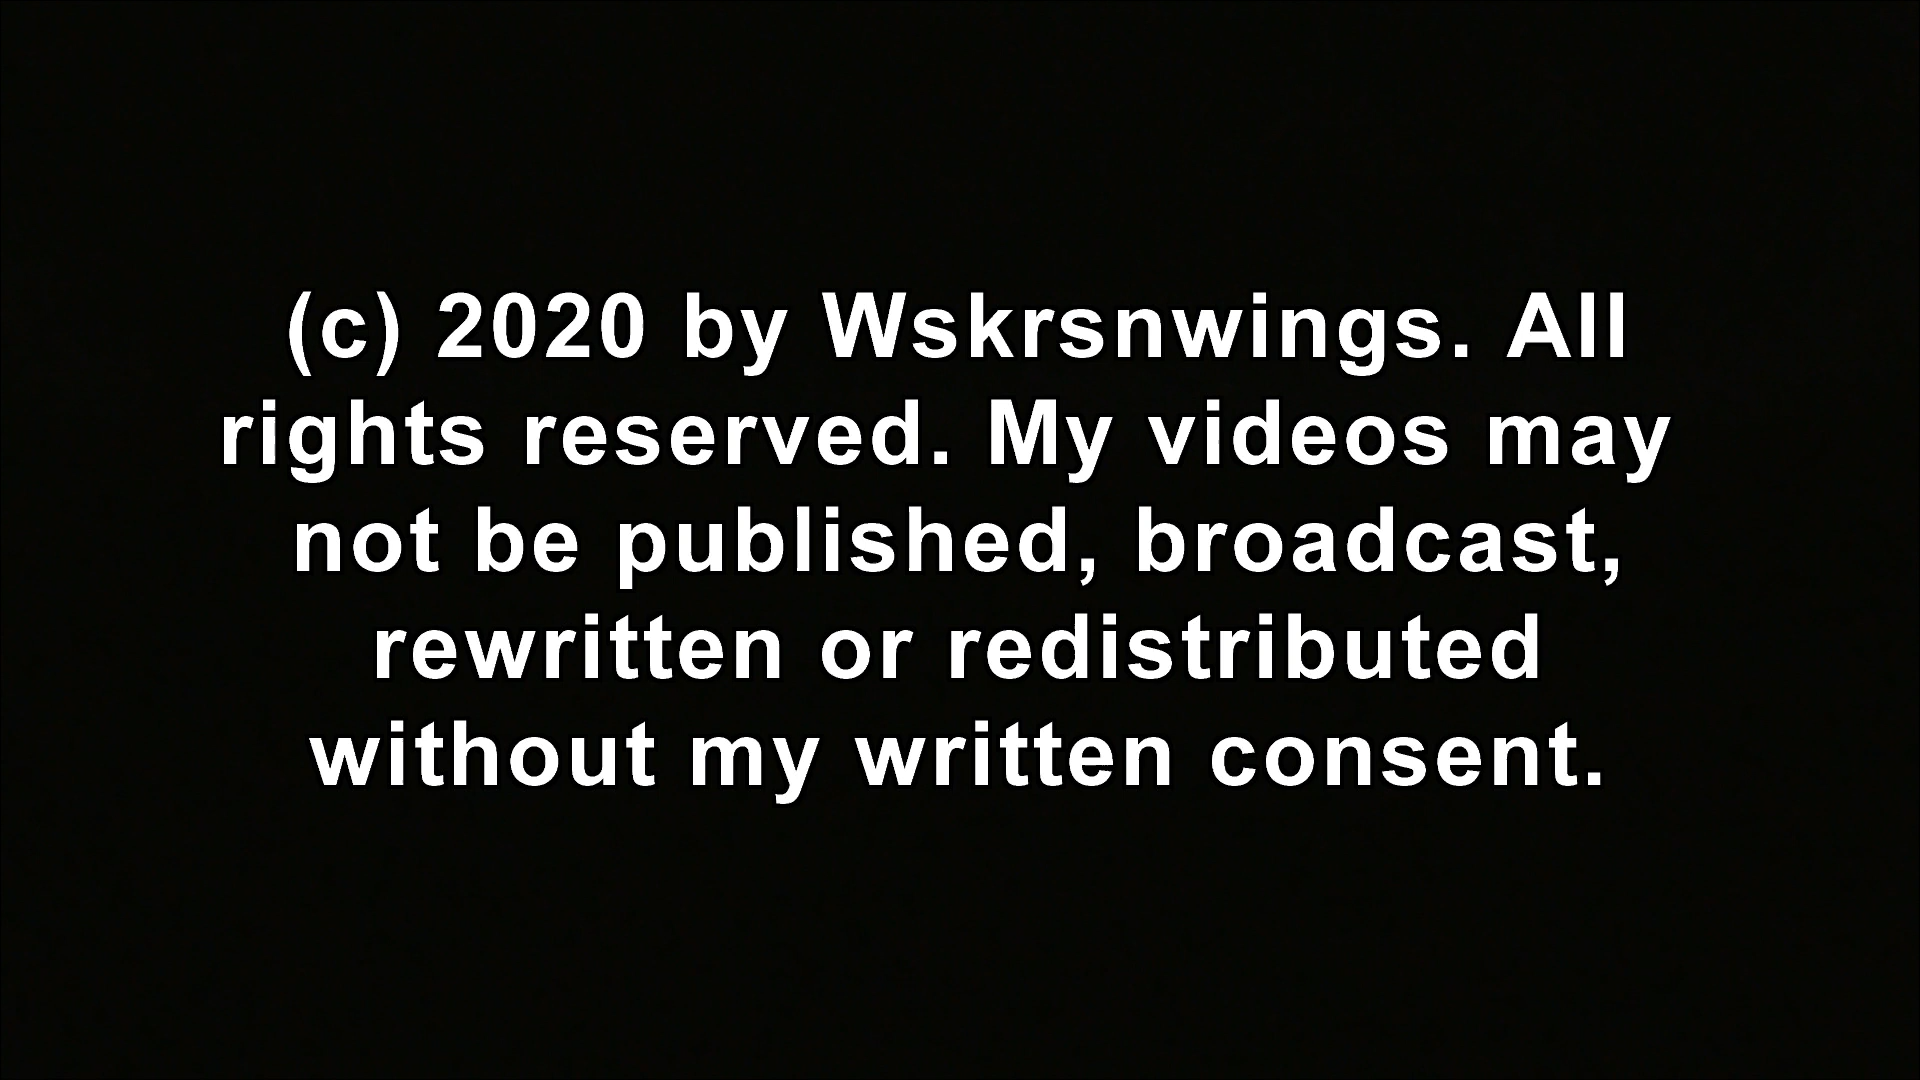 (c) 2020 by Wskrsnwings. All
rights reserved. My videos may
not be published, broadcast,
rewritten or redistributed
without my written consent.